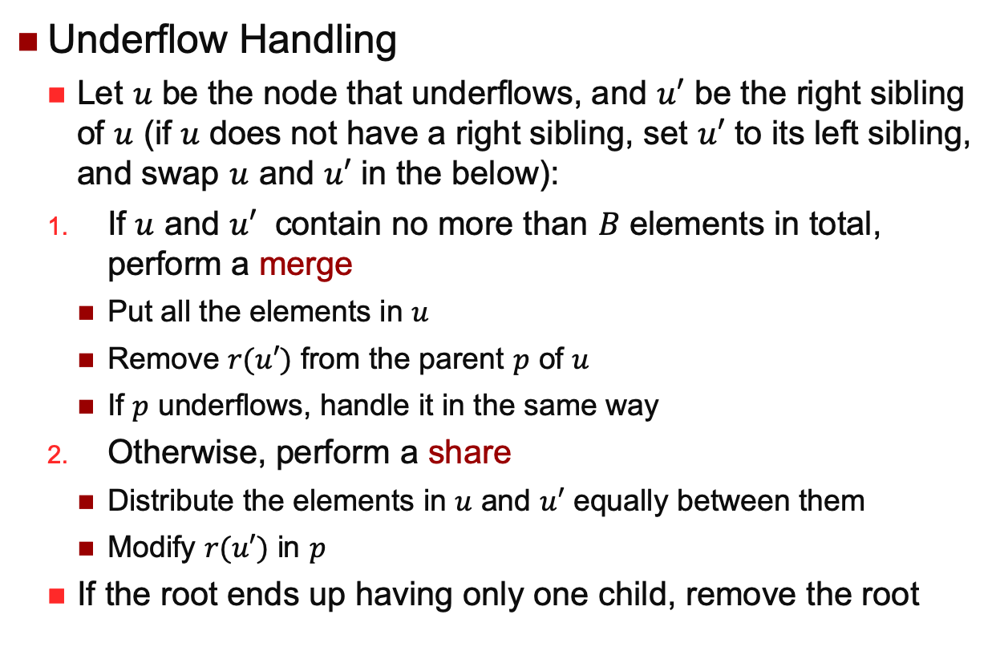 Underflow Handling
Let u be the node that underflows, and u′ be the right sibling
of u (if u does not have a right sibling, set u′ to its left sibling,
and swap u and u′ in the below):
1. If u and u′ contain no more than B elements in total,
perform a merge
Put all the elements in u
Remove r(u′) from the parent p of u
If p underflows, handle it in the same way
2. Otherwise, perform a share
Distribute the elements in u and u′ equally between them
Modify r(u′) in p
If the root ends up having only one child, remove the root